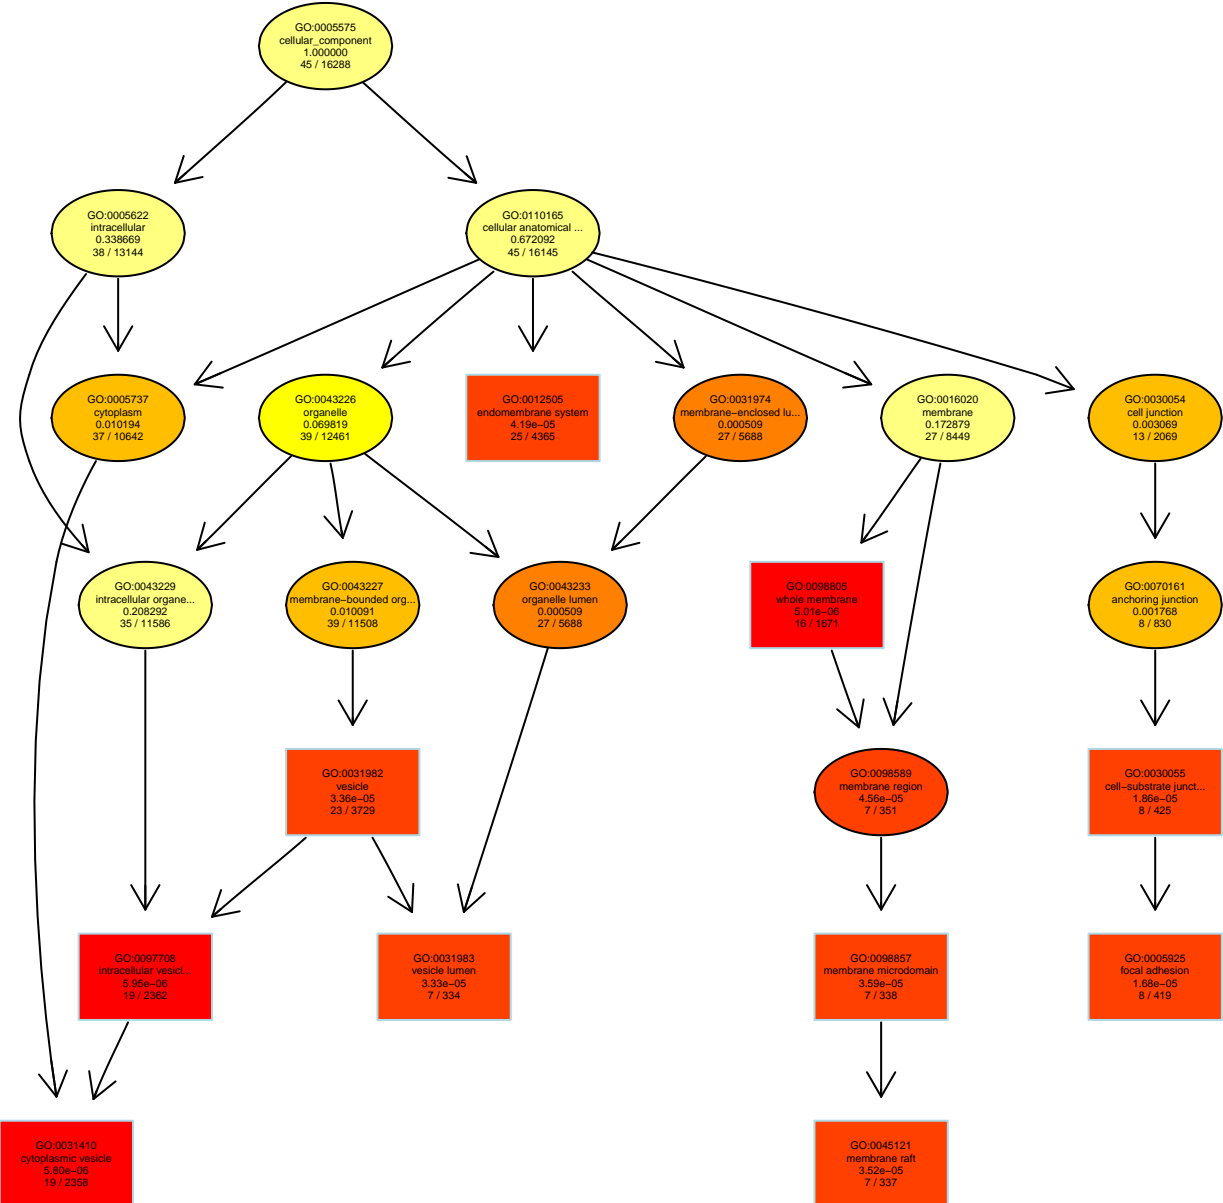 GO:0005575
cellular_component
1.000000
45 / 16288
GO:0005622
intracellular
0.338669
38 / 13144
GO:0110165
cellular anatomical ...
0.672092
45 / 16145
GO:0005737
cytoplasm
0.010194
37 / 10642
GO:0043226
organelle
0.069819
39 / 12461
GO:0012505
endomembrane system
4.19e−05
25 / 4365
GO:0031974
membrane−enclosed lu...
0.000509
27 / 5688
GO:0016020
membrane
0.172879
27 / 8449
GO:0030054
cell junction
0.003069
13 / 2069
GO:0043229
intracellular organe...
0.208292
35 / 11586
GO:0043227
membrane−bounded org...
0.010091
39 / 11508
GO:0043233
organelle lumen
0.000509
27 / 5688
GO:0098805
whole membrane
5.01e−06
16 / 1671
GO:0070161
anchoring junction
0.001768
8 / 830
GO:0031982
vesicle
3.36e−05
23 / 3729
GO:0098589
membrane region
4.56e−05
7 / 351
GO:0030055
cell−substrate junct...
1.86e−05
8 / 425
GO:0097708
intracellular vesicl...
5.95e−06
19 / 2362
GO:0031983
vesicle lumen
3.33e−05
7 / 334
GO:0098857
membrane microdomain
3.59e−05
7 / 338
GO:0005925
focal adhesion
1.68e−05
8 / 419
GO:0031410
cytoplasmic vesicle
5.80e−06
19 / 2358
GO:0045121
membrane raft
3.52e−05
7 / 337